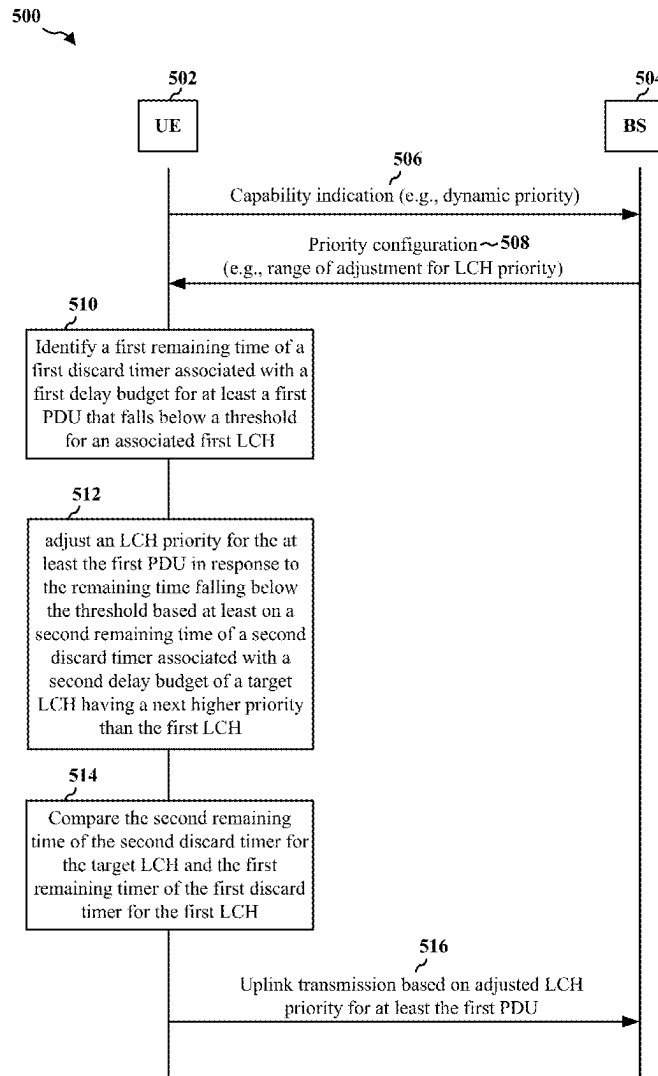 500
502
504
UE
BS
506
Capability indication (e.g., dynamic priority)
Priority configuration ~508
(e.g., range of adjustment for LCH priority)
510
Identify a first remaining time of a
first discard timer associated with a
first delay budget for at least a first
PDU that falls below a threshold
for an associated first LCH
512
adjust an LCH priority for the at
least the first PDU in response to
the remaining time falling below
the threshold based at least on a
second remaining time of a second
discard timer associated with a
second delay budget of a target
LCH having a next higher priority
than the first LCH
514
Compare the second remaining
time of the second discard timer for
the target LCH and the first
remaining timer of the first discard
timer for the first LCH
516
Uplink transmission based on adjusted LCH
priority for at least the first PDU